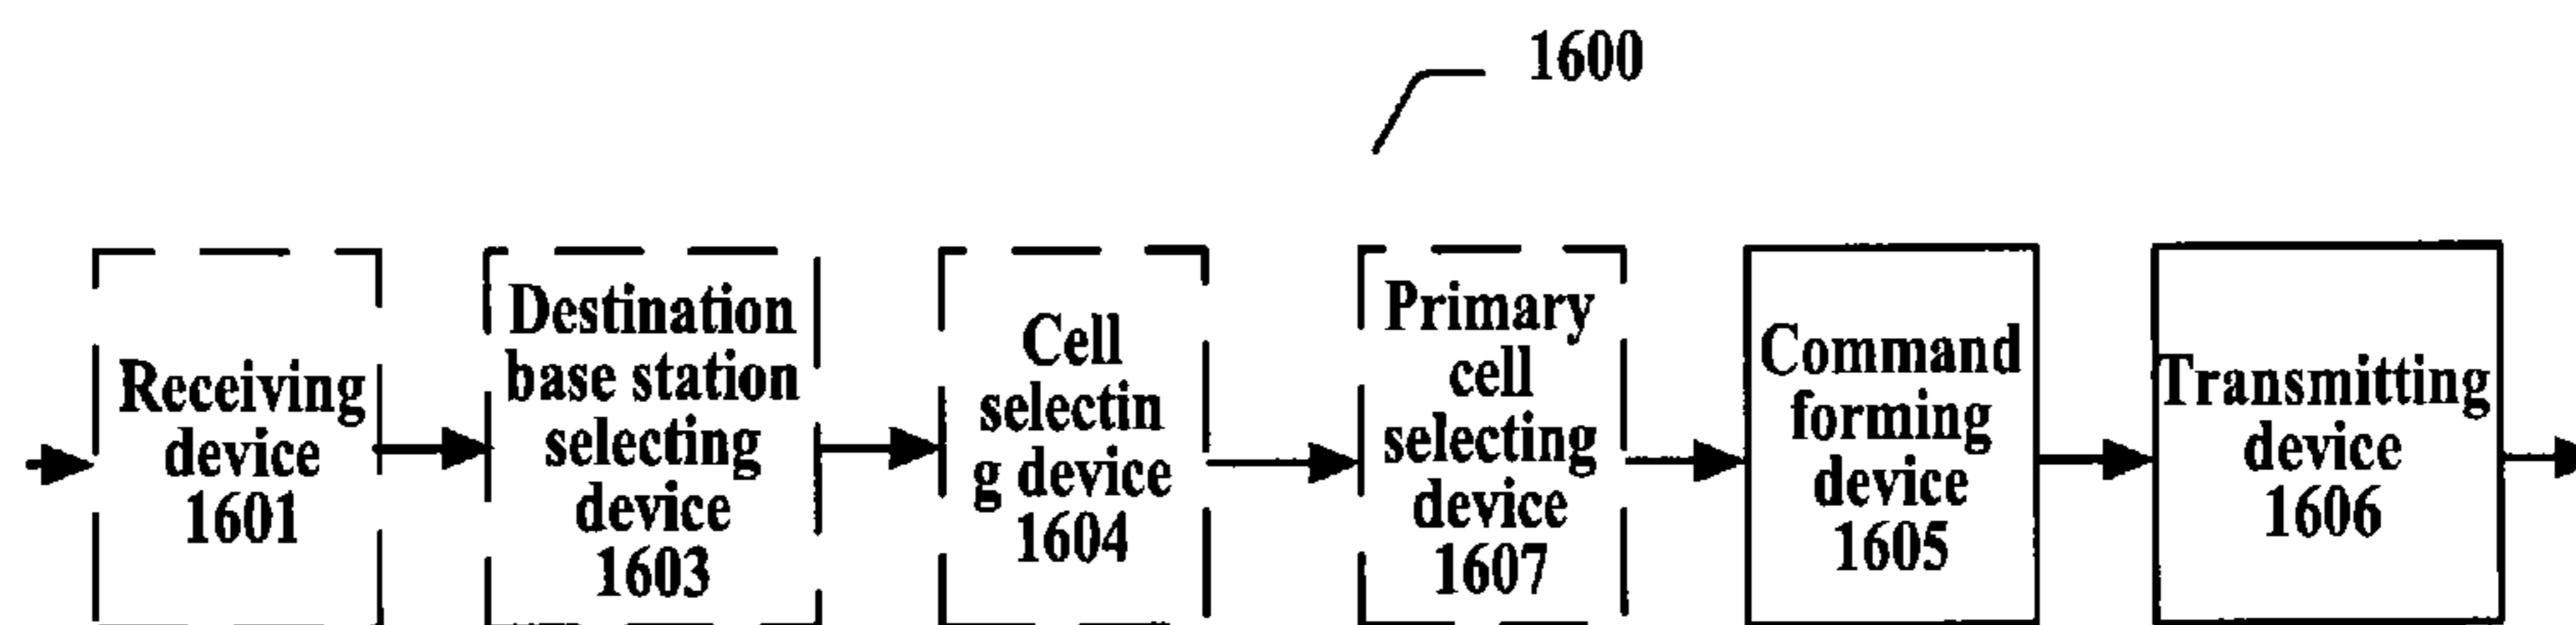 1600
Receiving
device
1601
Destination
base station
selecting
device
1603
Cell
selectin
g device
1604
Primary
cell
selecting
device
1607
Command
forming
device
1605
Transmitting
device
1606